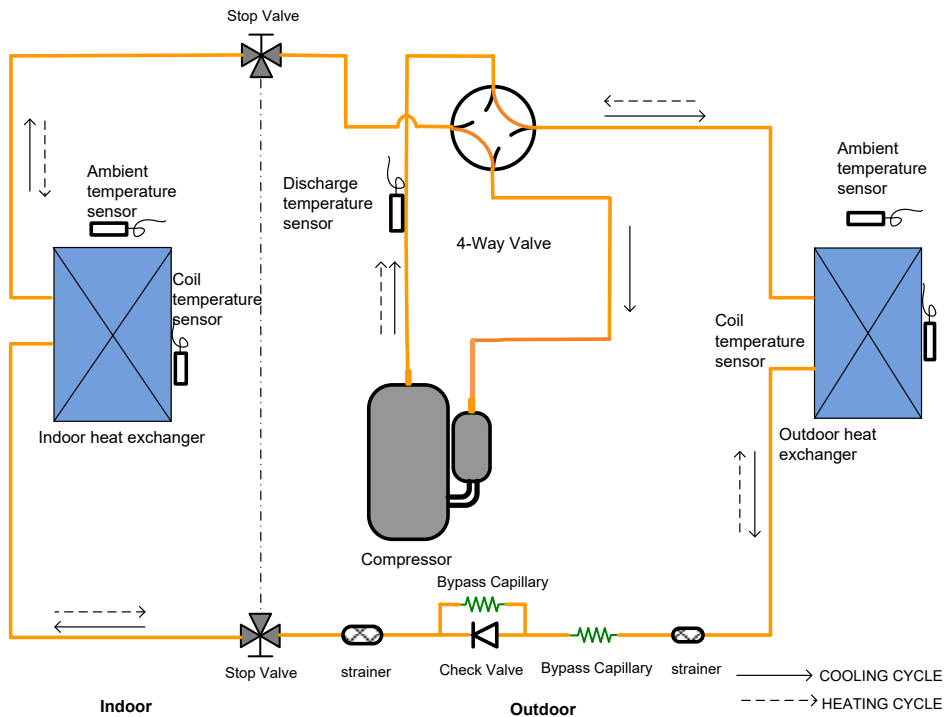 Stop Valve
Ambient
temperature
sensor
Discharge
temperature
sensor
4-Way Valve
Ambient
temperature
sensor
Coil
temperature
sensor
Coil
temperature
sensor
Indoor heat exchanger
Outdoor heat
exchanger
Compressor
Bypass Capillary
Stop Valve
strainer
Check Valve
Bypass Capillary
strainer
COOLING CYCLE
HEATING CYCLE
Indoor
Outdoor